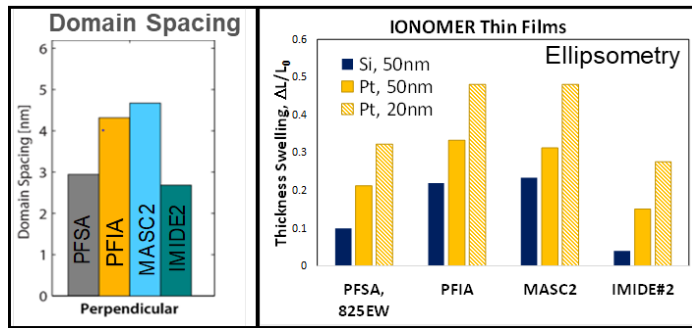 Domain Spacing
Domain Spacing [nm]
6
5
4
3
2
1
0
PFSA
PFIA
MASC2
IMIDE2
Perpendicular
IONOMER Thin Films
Ellipsometry
Thickness Swelling, ΔL/L₀
0.6
0.5
0.4
0.3
0.2
0.1
0
Si, 50nm
Pt, 50nm
Pt, 20nm
PFSA,
825EW
PFIA
MASC2
IMIDE#2